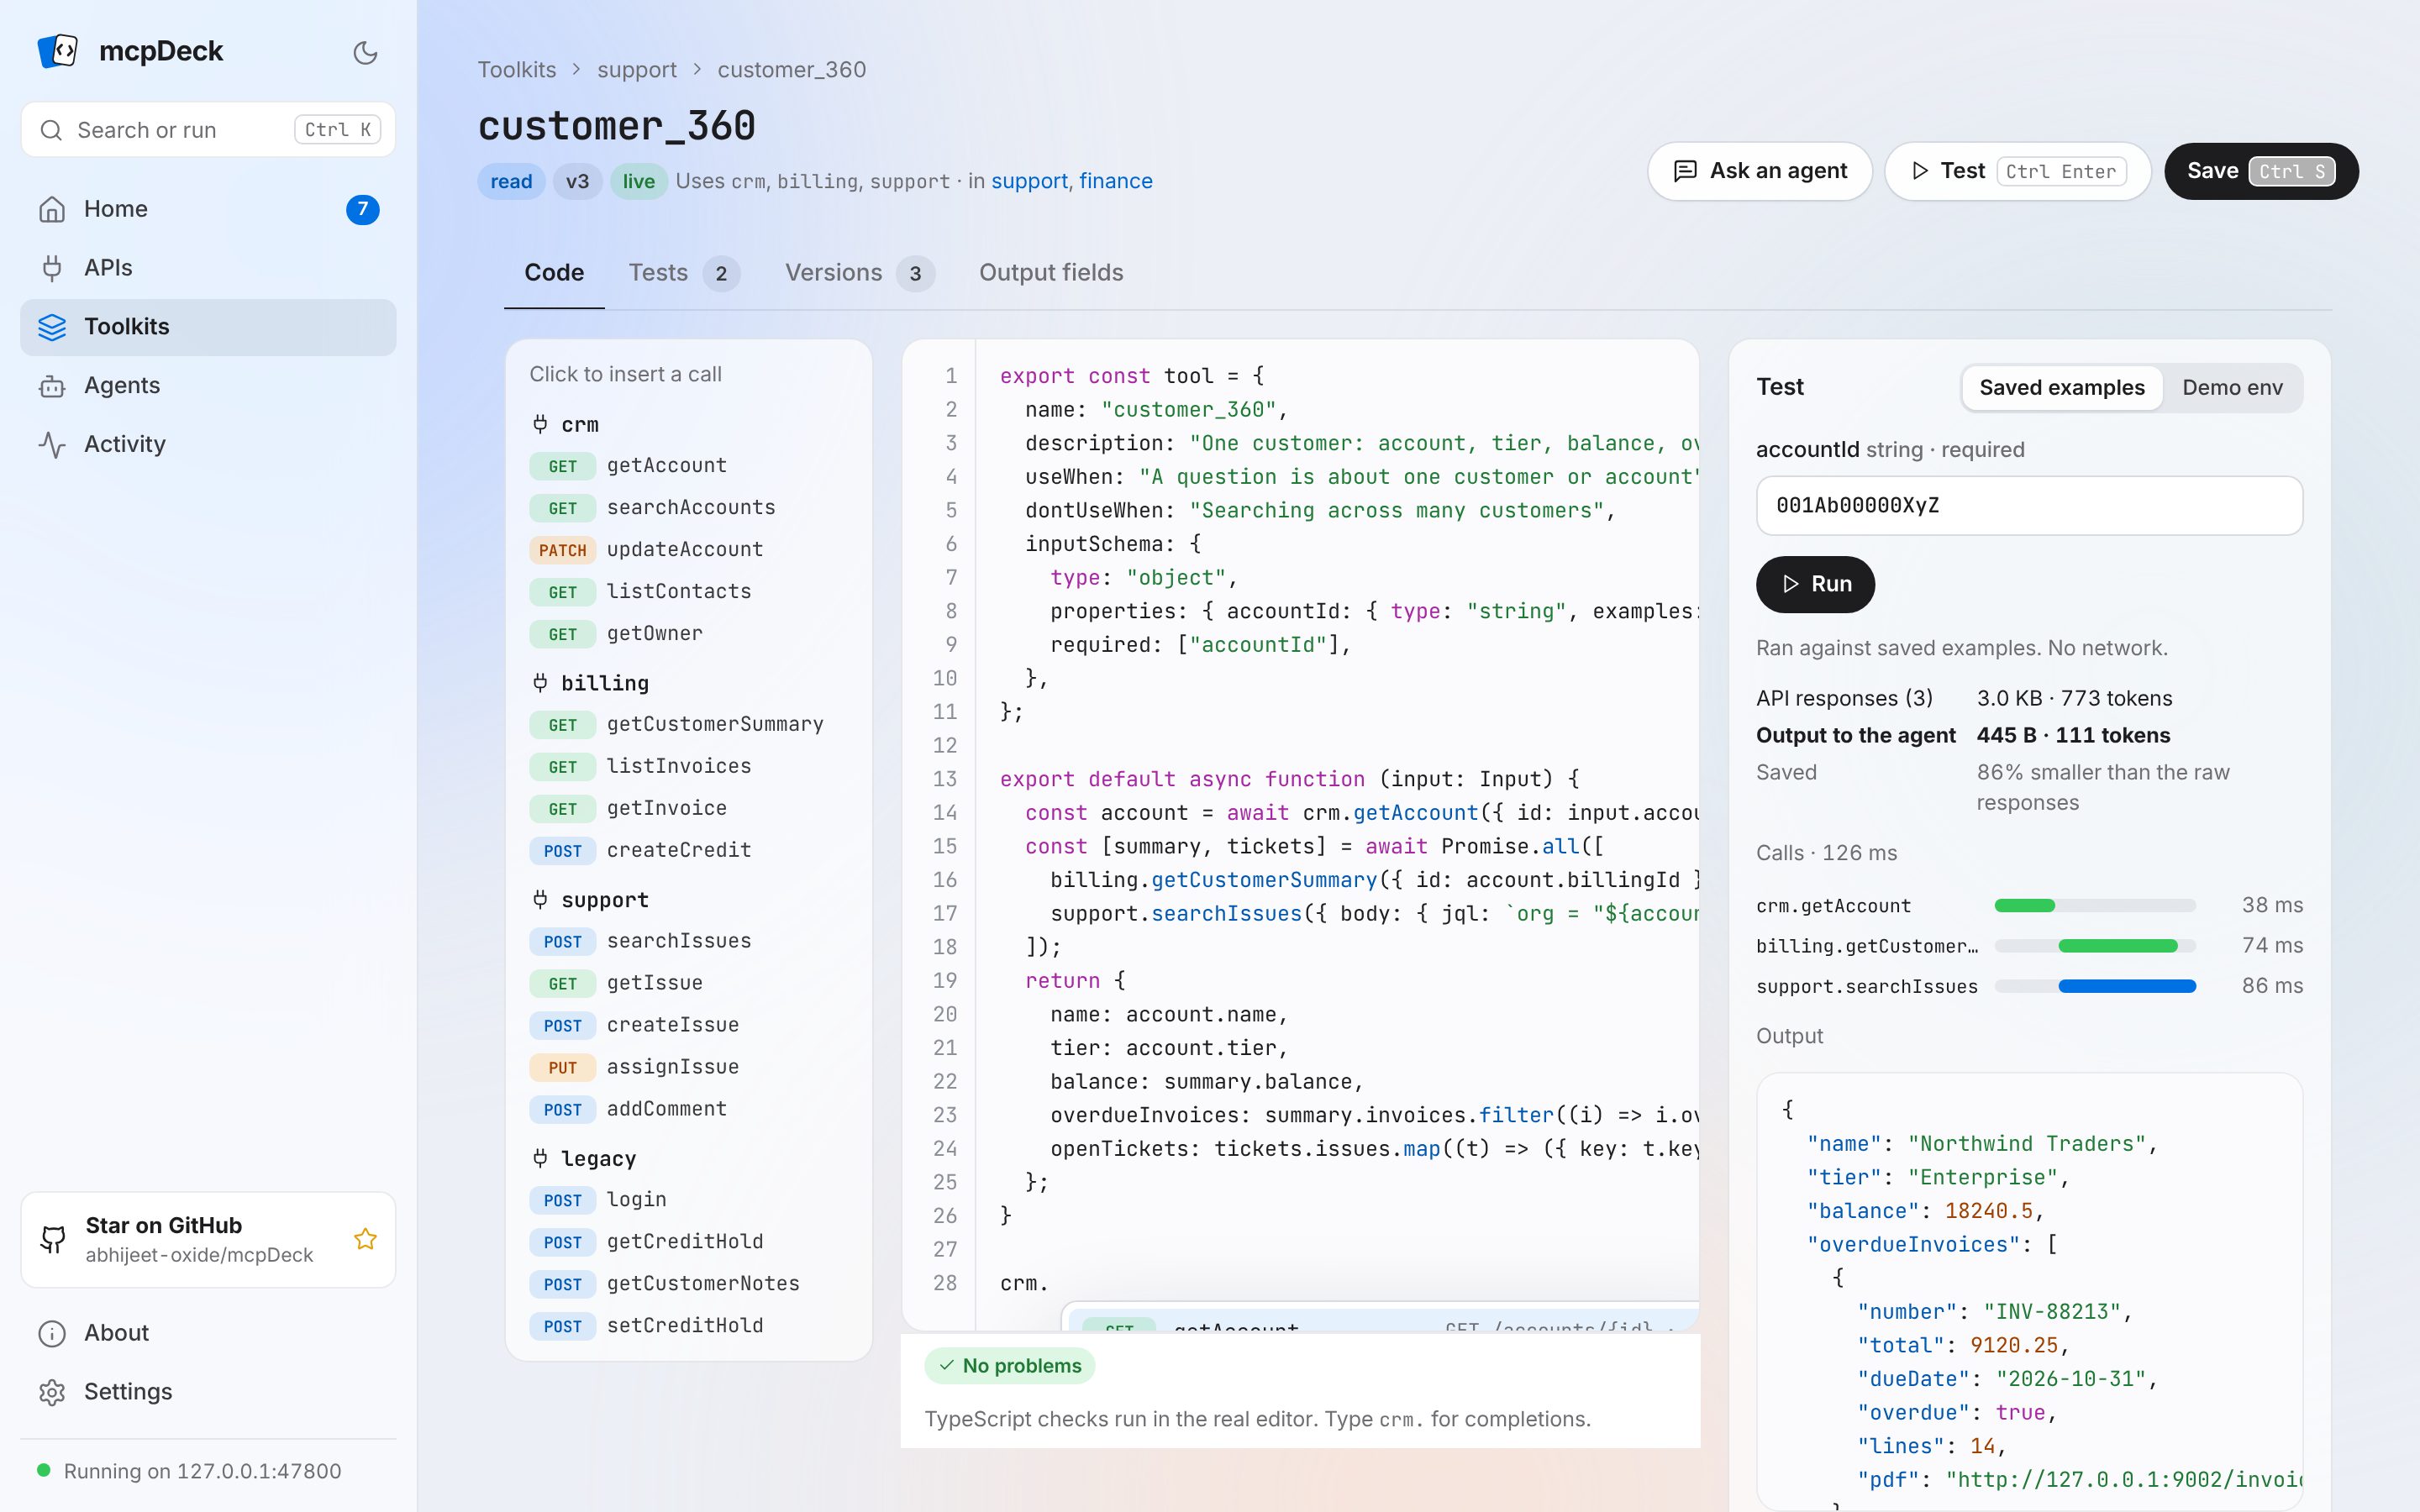 mcpDeck
Search or run Ctrl K
Home 7
APIs
Toolkits
Agents
Activity
Star on GitHub
abhijeet-oxide/mcpDeck
About
Settings
Running on 127.0.0.1:47800
Toolkits > support > customer_360
customer_360
read v3 live Uses crm, billing, support · in support, finance
Ask an agent
Test Ctrl Enter
Save Ctrl S
Code Tests 2 Versions 3 Output fields
Click to insert a call
crm
GET getAccount
GET searchAccounts
PATCH updateAccount
GET listContacts
GET getOwner
billing
GET getCustomerSummary
GET listInvoices
GET getInvoice
POST createCredit
support
POST searchIssues
GET getIssue
POST createIssue
PUT assignIssue
POST addComment
legacy
POST login
POST getCreditHold
POST getCustomerNotes
POST setCreditHold
1 export const tool = {
2 name: "customer_360",
3 description: "One customer: account, tier, balance, ov
4 useWhen: "A question is about one customer or account"
5 dontUseWhen: "Searching across many customers",
6 inputSchema: {
7 type: "object",
8 properties: { accountId: { type: "string", examples:
9 required: ["accountId"],
10 },
11 };
12
13 export default async function (input: Input) {
14 const account = await crm.getAccount({ id: input.accou
15 const [summary, tickets] = await Promise.all([
16 billing.getCustomerSummary({ id: account.billingId }
17 support.searchIssues({ body: { jql: `org = "${accoun
18 ]);
19 return {
20 name: account.name,
21 tier: account.tier,
22 balance: summary.balance,
23 overdueInvoices: summary.invoices.filter((i) => i.ov
24 openTickets: tickets.issues.map((t) => ({ key: t.key
25 };
26 }
27
28 crm.
GET getAccount GET /accounts/{id} ·
No problems
TypeScript checks run in the real editor. Type crm. for completions.
Test Saved examples Demo env
accountId string · required
001Ab00000XyZ
Run
Ran against saved examples. No network.
API responses (3) 3.0 KB · 773 tokens
Output to the agent 445 B · 111 tokens
Saved 86% smaller than the raw
responses
Calls · 126 ms
crm.getAccount 38 ms
billing.getCustomer… 74 ms
support.searchIssues 86 ms
Output
{
"name": "Northwind Traders",
"tier": "Enterprise",
"balance": 18240.5,
"overdueInvoices": [
{
"number": "INV-88213",
"total": 9120.25,
"dueDate": "2026-10-31",
"overdue": true,
"lines": 14,
"pdf": "http://127.0.0.1:9002/invoic
}